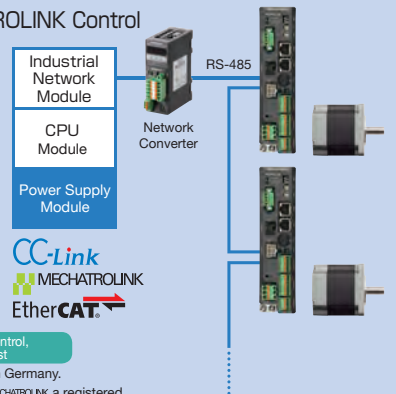 ROLINK Control
Industrial
Network
Module
CPU
Module
Power Supply
Module
RS-485
Network
Converter
CC-Link
MECHATROLINK
EtherCAT®
ntrol,
st
Germany.
a registered